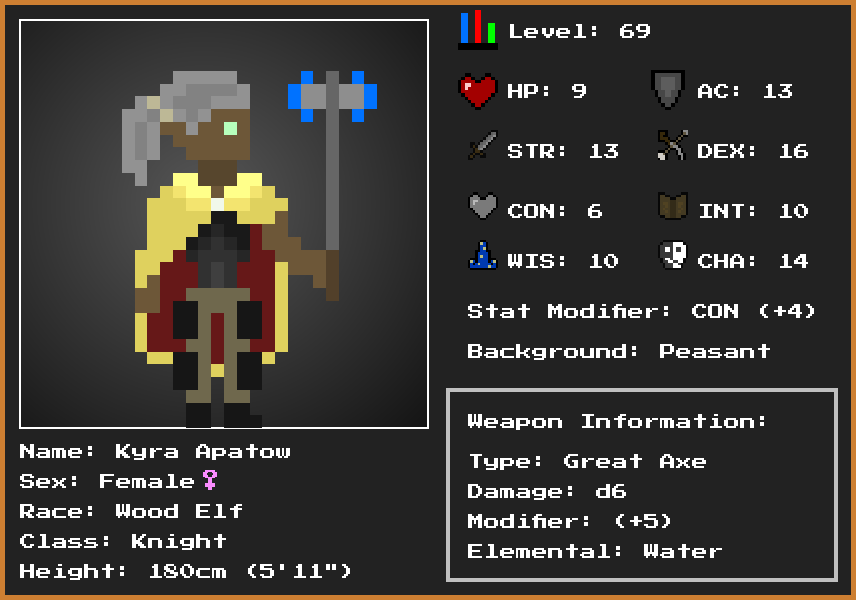 Level: 69
HP: 9
AC: 13
STR: 13
DEX: 16
CON: 6
INT: 10
WIS: 10
CHA: 14
Stat Modifier: CON (+4)
Background: Peasant
Weapon Information:
Type: Great Axe
Damage: d6
Modifier: (+5)
Elemental: Water
Name: Kyra Apatow
Sex: Female♀
Race: Wood Elf
Class: Knight
Height: 180cm (5'11")